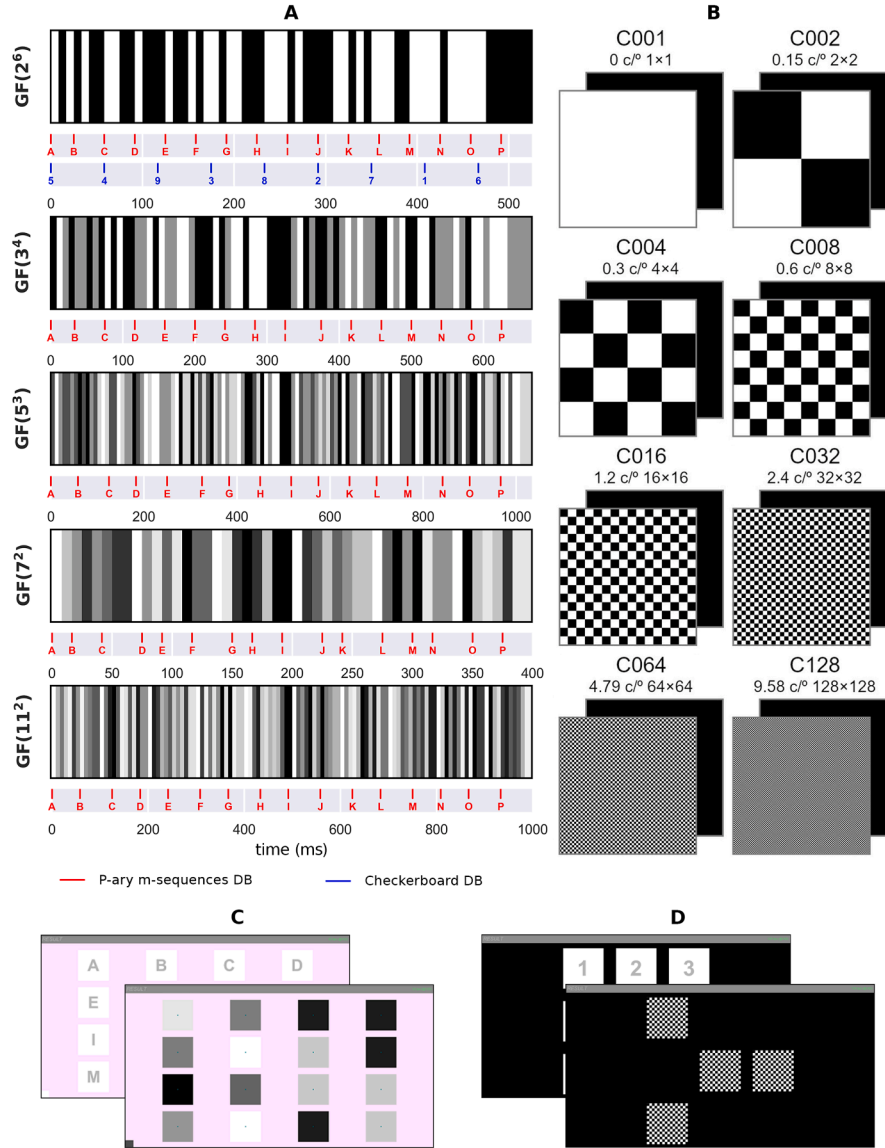 A
GF(2⁶)
A B C D E F G H I J K L M N O P
5 4 9 3 8 2 7 1 6
0 100 200 300 400 500
GF(3⁴)
A B C D E F G H I J K L M N O P
0 100 200 300 400 500 600
GF(5³)
A B C D E F G H I J K L M N O P
0 200 400 600 800 1000
GF(7²)
A B C D E F G H I J K L M N O P
0 50 100 150 200 250 300 350 400
GF(11²)
A B C D E F G H I J K L M N O P
0 200 400 600 800 1000
time (ms)
P-ary m-sequences DB
Checkerboard DB
B
C001
0 c/º 1×1
C002
0.15 c/º 2×2
C004
0.3 c/º 4×4
C008
0.6 c/º 8×8
C016
1.2 c/º 16×16
C032
2.4 c/º 32×32
C064
4.79 c/º 64×64
C128
9.58 c/º 128×128
C
A B C D
E
I
M
D
1 2 3